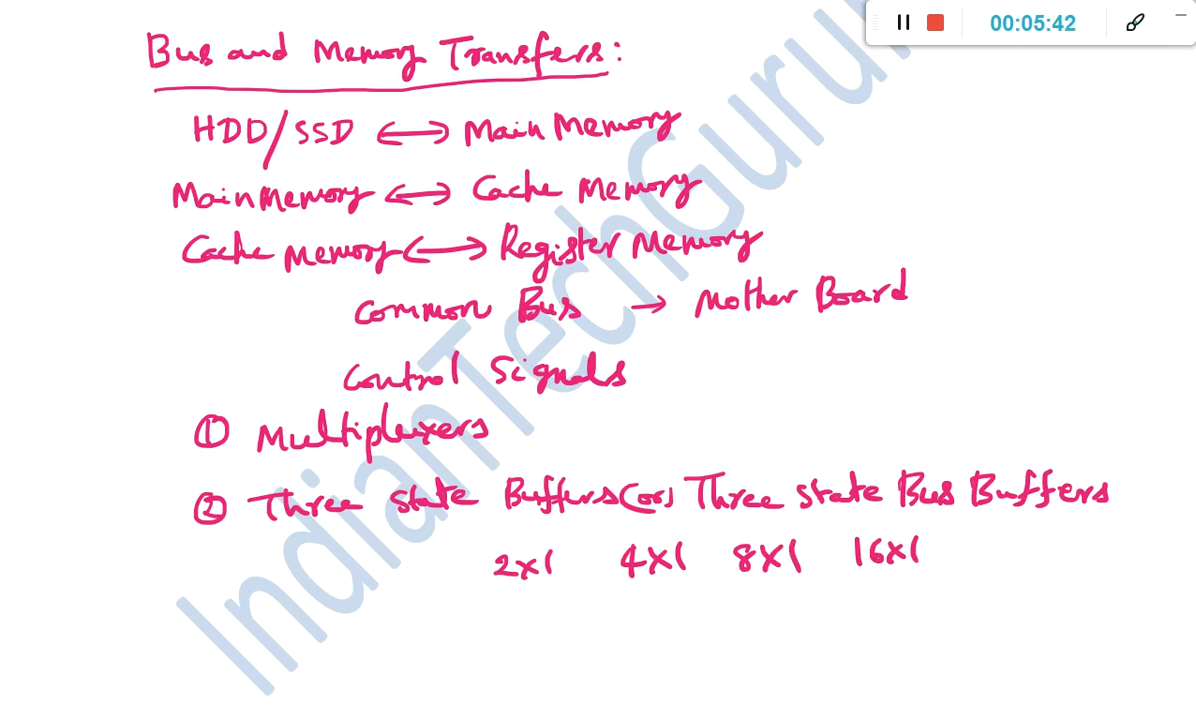 00:05:42
Bus and Memory Transfers:
HDD/SSD ⟷ Main Memory
Main Memory ⟷ Cache Memory
Cache Memory ⟷ Register Memory
Common Bus → Mother Board
Control Signals
① Multiplexers
② Three state Buffers (or) Three state Bus Buffers
2x1 4x1 8x1 16x1
IndianTechGuru